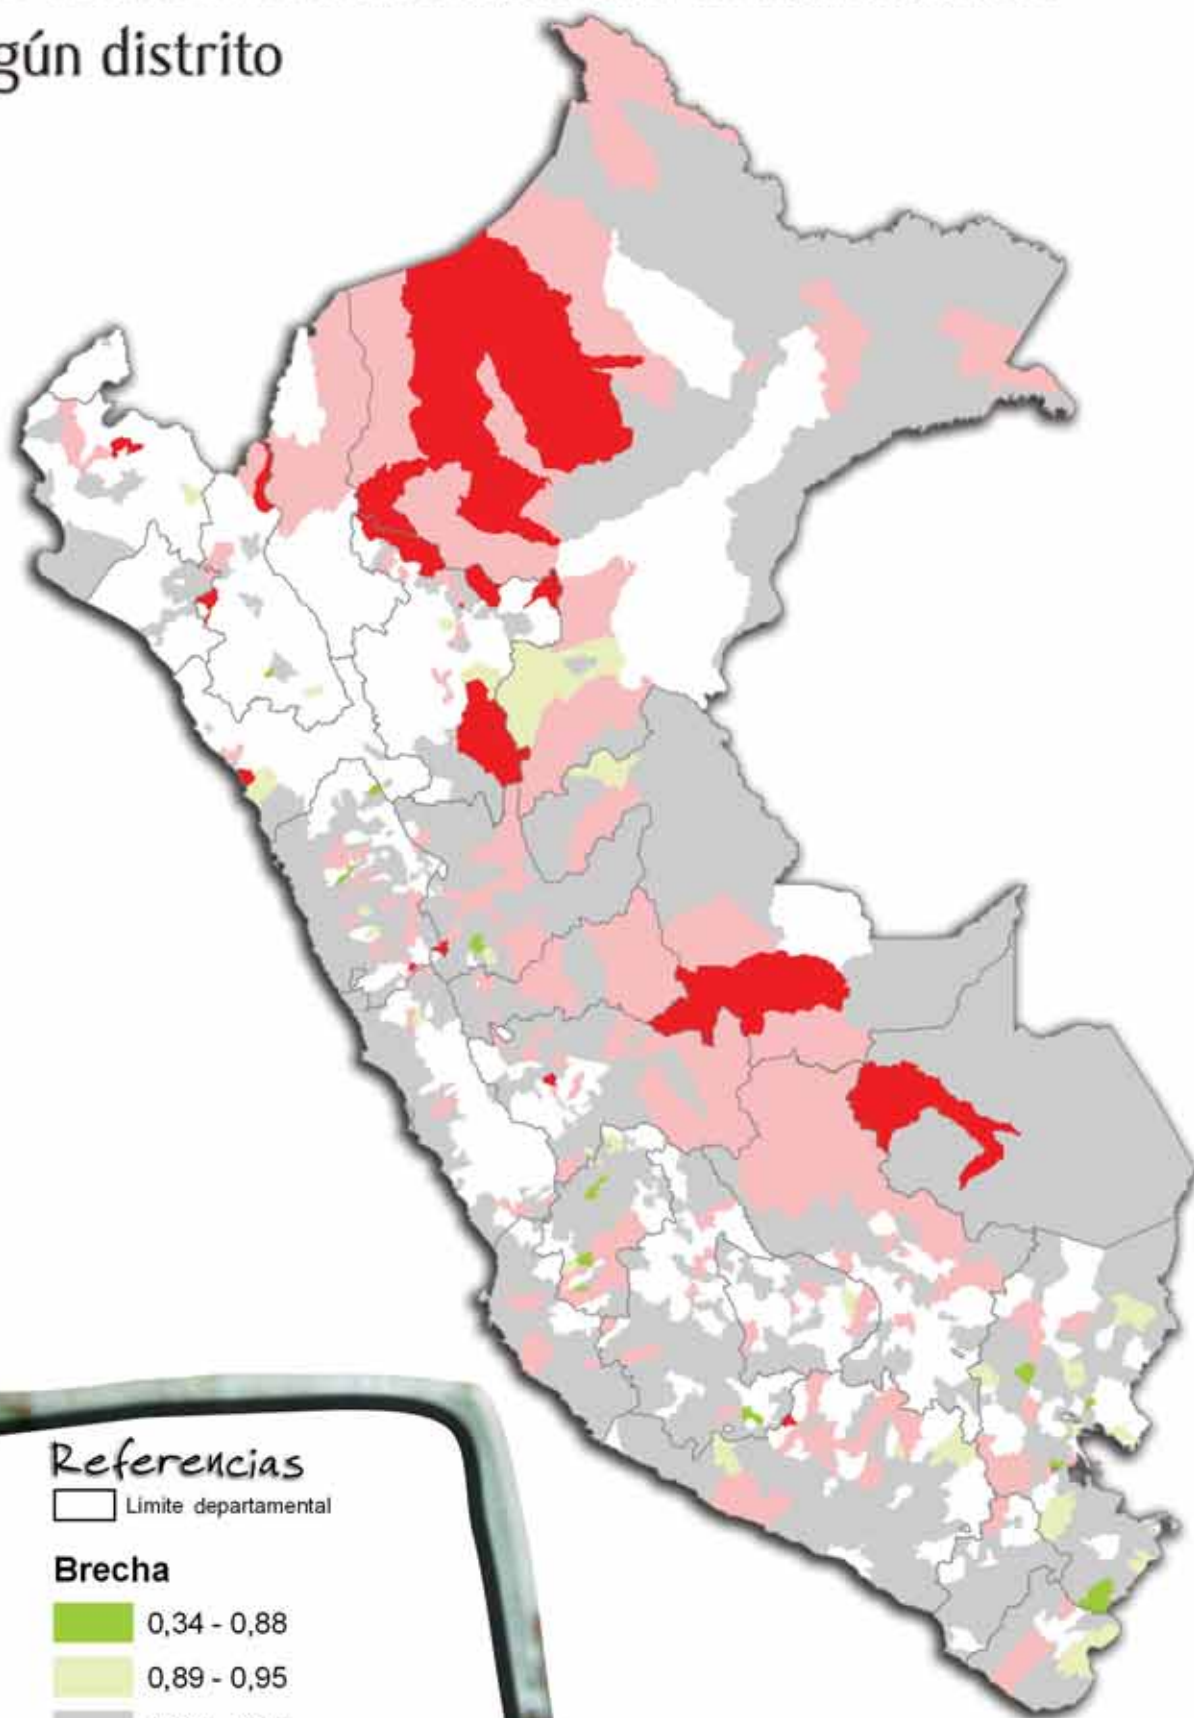 gún distrito
Referencias
Límite departamental
Brecha
0,34 - 0,88
0,89 - 0,95